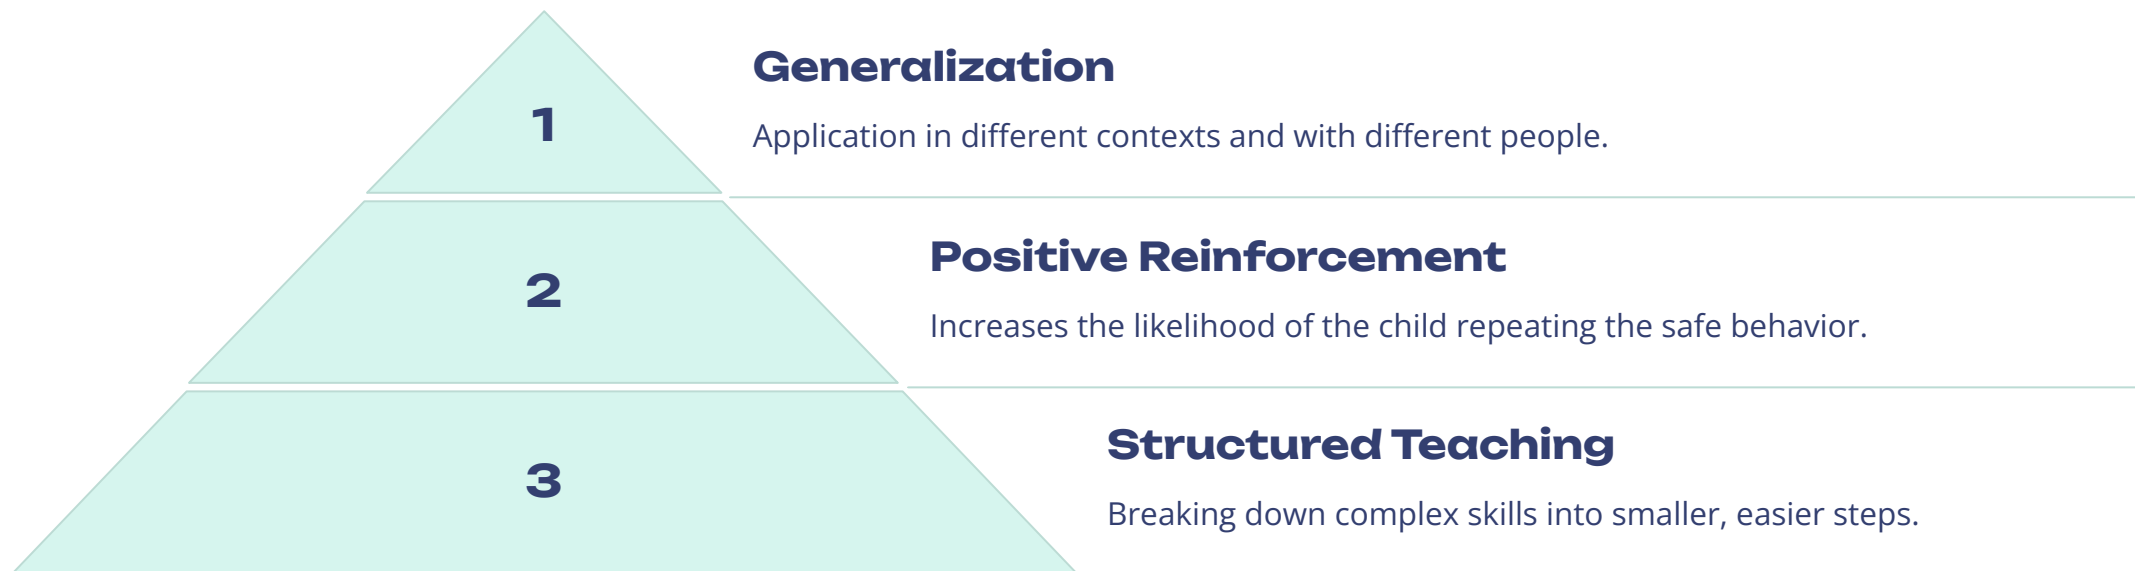 1
Generalization
Application in different contexts and with different people.
2
Positive Reinforcement
Increases the likelihood of the child repeating the safe behavior.
3
Structured Teaching
Breaking down complex skills into smaller, easier steps.